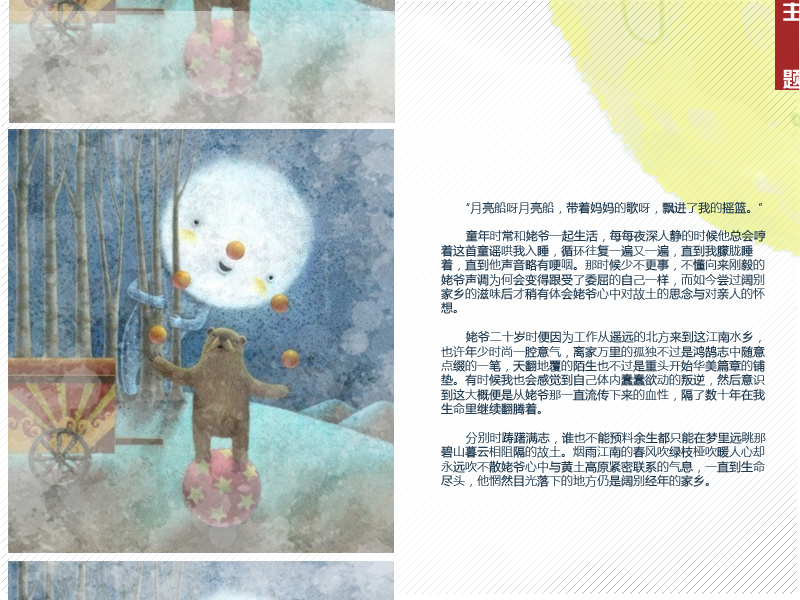 主
题
“月亮船呀月亮船，带着妈妈的歌呀，飘进了我的摇篮。”
童年时常和姥爷一起生活，每每夜深人静的时候他总会哼
着这首童谣哄我入睡，循环往复一遍又一遍，直到我朦胧睡
着，直到他声音略有哽咽。那时候少不更事，不懂向来刚毅的
姥爷声调为何会变得跟受了委屈的自己一样，而如今尝过阔别
家乡的滋味后才稍有体会姥爷心中对故土的思念与对亲人的怀
想。
姥爷二十岁时便因为工作从遥远的北方来到这江南水乡，
也许年少时尚一腔意气，离家万里的孤独不过是鸿鹄志中随意
点缀的一笔，天翻地覆的陌生也不过是重头开始华美篇章的铺
垫。有时候我也会感觉到自己体内蠢蠢欲动的叛逆，然后意识
到这大概便是从姥爷那一直流传下来的血性，隔了数十年在我
生命里继续翻腾着。
分别时踌躇满志，谁也不能预料余生都只能在梦里远眺那
碧山暮云相阻隔的故土。烟雨江南的春风吹绿枝桠吹暖人心却
永远吹不散姥爷心中与黄土高原紧密联系的气息，一直到生命
尽头，他惘然目光落下的地方仍是阔别经年的家乡。